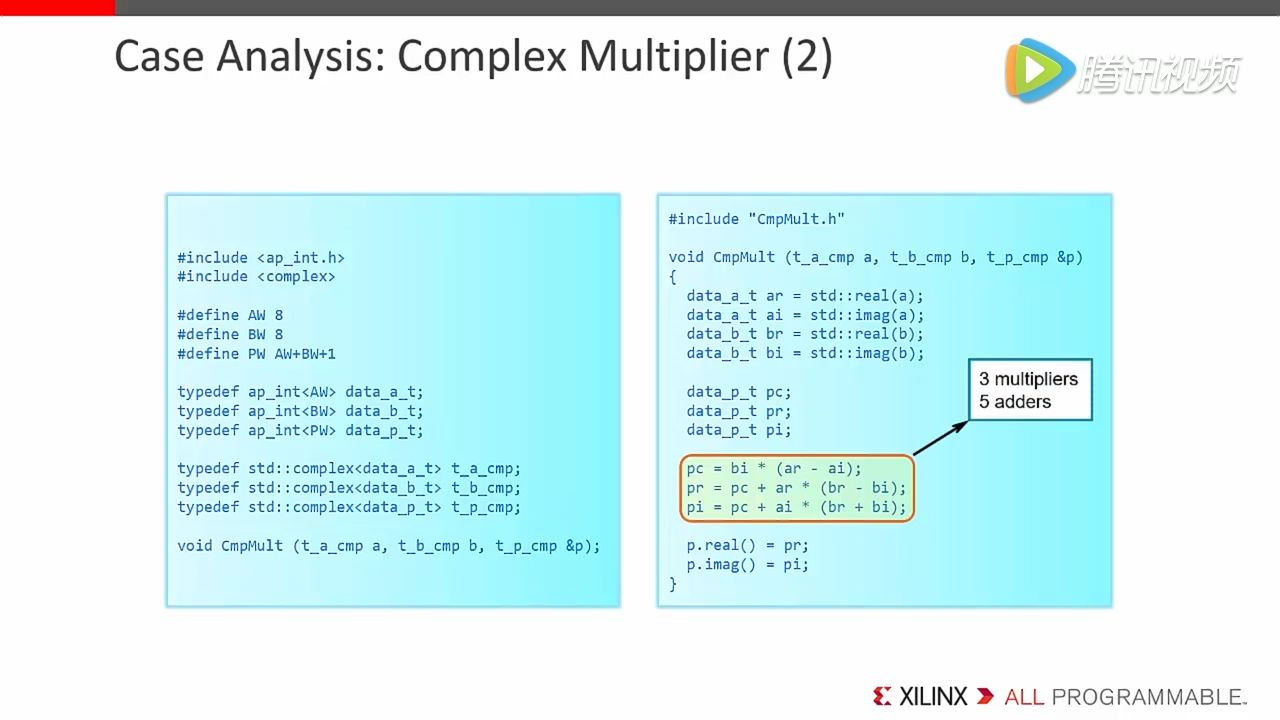 Case Analysis: Complex Multiplier (2)
腾讯视频
#include <ap_int.h>
#include <complex>
#define AW 8
#define BW 8
#define PW AW+BW+1
typedef ap_int<AW> data_a_t;
typedef ap_int<BW> data_b_t;
typedef ap_int<PW> data_p_t;
typedef std::complex<data_a_t> t_a_cmp;
typedef std::complex<data_b_t> t_b_cmp;
typedef std::complex<data_p_t> t_p_cmp;
void CmpMult (t_a_cmp a, t_b_cmp b, t_p_cmp &p);
#include "CmpMult.h"
void CmpMult (t_a_cmp a, t_b_cmp b, t_p_cmp &p)
{
data_a_t ar = std::real(a);
data_a_t ai = std::imag(a);
data_b_t br = std::real(b);
data_b_t bi = std::imag(b);
data_p_t pc;
data_p_t pr;
data_p_t pi;
pc = bi * (ar - ai);
pr = pc + ar * (br - bi);
pi = pc + ai * (br + bi);
p.real() = pr;
p.imag() = pi;
}
3 multipliers
5 adders
XILINX ALL PROGRAMMABLE™